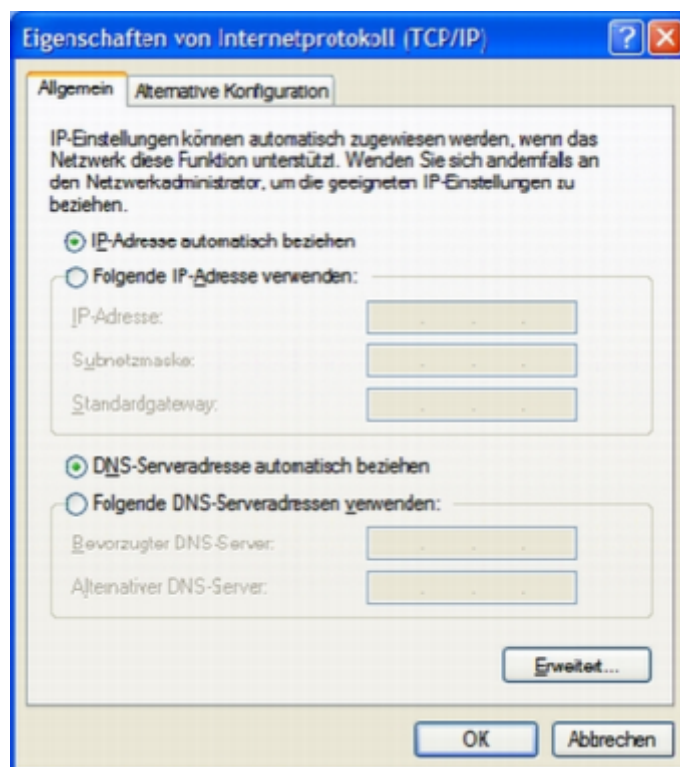 Eigenschaften von Internetprotokoll (TCP/IP)
Allgemein
Alternative Konfiguration
IP-Einstellungen können automatisch zugewiesen werden, wenn das
Netzwerk diese Funktion unterstützt. Wenden Sie sich andernfalls an
den Netzwerkadministrator, um die geeigneten IP-Einstellungen zu
beziehen.
IP-Adresse automatisch beziehen
Folgende IP-Adresse verwenden:
IP-Adresse:
Subnetzmaske:
Standardgateway:
DNS-Serveradresse automatisch beziehen
Folgende DNS-Serveradressen verwenden:
Bevorzugter DNS-Server:
Alternativer DNS-Server:
Erweitert...
OK
Abbrechen